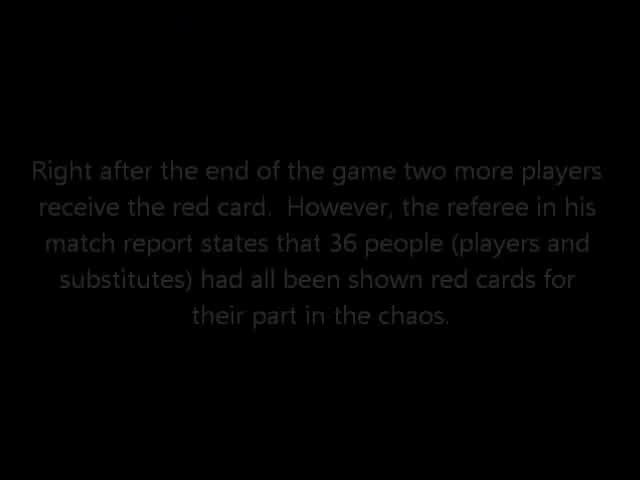 Right after the end of the game two more players
receive the red card.  However, the referee in his
match report states that 36 people (players and
substitutes) had all been shown red cards for
their part in the chaos.